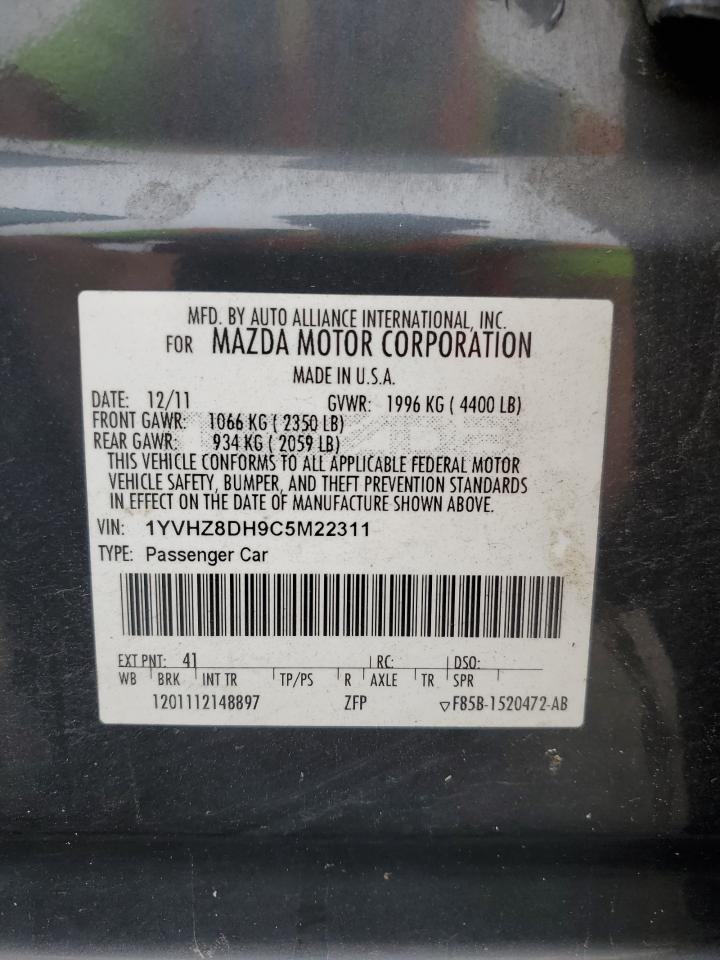 MFD. BY AUTO ALLIANCE INTERNATIONAL, INC.
FOR MAZDA MOTOR CORPORATION
MADE IN U.S.A.
DATE: 12/11 GVWR: 1996 KG ( 4400 LB)
FRONT GAWR: 1066 KG ( 2350 LB)
REAR GAWR: 934 KG ( 2059 LB)
THIS VEHICLE CONFORMS TO ALL APPLICABLE FEDERAL MOTOR
VEHICLE SAFETY, BUMPER, AND THEFT PREVENTION STANDARDS
IN EFFECT ON THE DATE OF MANUFACTURE SHOWN ABOVE.
VIN: 1YVHZ8DH9C5M22311
TYPE: Passenger Car
EXT PNT: 41 RC: DSO:
WB BRK INT TR TP/PS R AXLE TR SPR
1201112148897 ZFP ▽F85B-1520472-AB